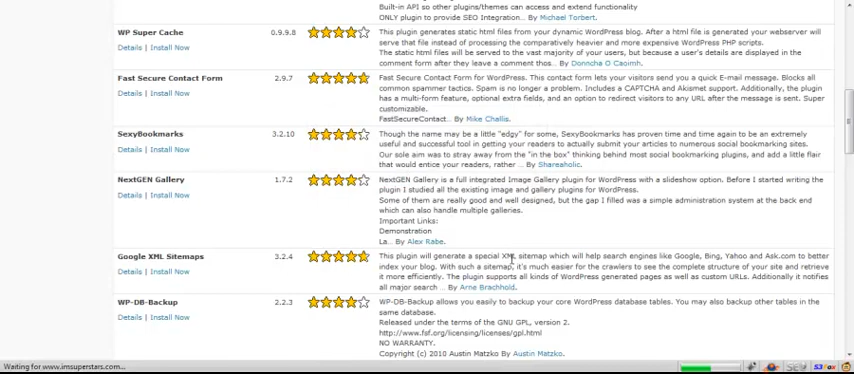 Built-in API so other plugins/themes can access and extend functionality
ONLY plugin to provide SEO Integration... By Michael Torbert.
WP Super Cache 0.9.9.8 This plugin generates static html files from your dynamic WordPress blog. After a html file is generated your webserver will
Details | Install Now serve that file instead of processing the comparatively heavier and more expensive WordPress PHP scripts.
The static html files will be served to the vast majority of your users, but because a user's details are displayed in the
comment form after they leave a comment thos... By Donncha O Caoimh.
Fast Secure Contact Form 2.9.7 Fast Secure Contact Form for WordPress. This contact form lets your visitors send you a quick E-mail message. Blocks all
Details | Install Now common spammer tactics. Spam is no longer a problem. Includes a CAPTCHA and Akismet support. Additionally, the plugin
has a multi-form feature, optional extra fields, and an option to redirect visitors to any URL after the message is sent. Super
customizable.
FastSecureContact... By Mike Challis.
SexyBookmarks 3.2.10 Though the name may be a little "edgy" for some, SexyBookmarks has proven time and time again to be an extremely
Details | Install Now useful and successful tool in getting your readers to actually submit your articles to numerous social bookmarking sites.
Our sole aim was to stray away from the "in the box" thinking behind most social bookmarking plugins, and add a little flair
that would entice your readers, rather ... By Shareaholic.
NextGEN Gallery 1.7.2 NextGEN Gallery is a full integrated Image Gallery plugin for WordPress with a slideshow option. Before I started writing the
Details | Install Now plugin I studied all the existing image and gallery plugins for WordPress.
Some of them are really good and well designed, but the gap I filled was a simple administration system at the back end
which can also handle multiple galleries.
Important Links:
Demonstration
La... By Alex Rabe.
Google XML Sitemaps 3.2.4 This plugin will generate a special XML sitemap which will help search engines like Google, Bing, Yahoo and Ask.com to better
Details | Install Now index your blog. With such a sitemap, it's much easier for the crawlers to see the complete structure of your site and retrieve
it more efficiently. The plugin supports all kinds of WordPress generated pages as well as custom URLs. Additionally it notifies
all major search ... By Arne Brachhold.
WP-DB-Backup 2.2.3 WP-DB-Backup allows you easily to backup your core WordPress database tables. You may also backup other tables in the
Details | Install Now same database.
Released under the terms of the GNU GPL, version 2.
http://www.fsf.org/licensing/licenses/gpl.html
NO WARRANTY.
Copyright (c) 2010 Austin Matzko By Austin Matzko.
Waiting for www.imsuperstars.com...